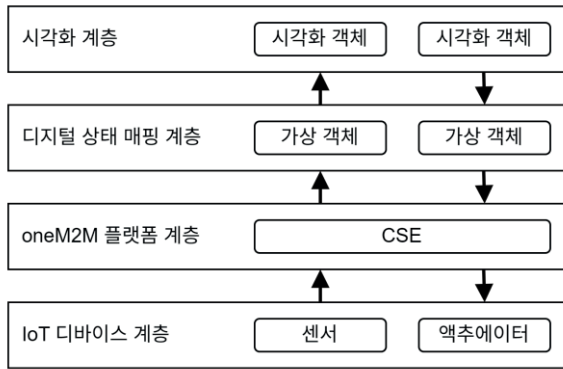 시각화 계층
시각화 객체
시각화 객체
디지털 상태 매핑 계층
가상 객체
가상 객체
oneM2M 플랫폼 계층
CSE
IoT 디바이스 계층
센서
액추에이터